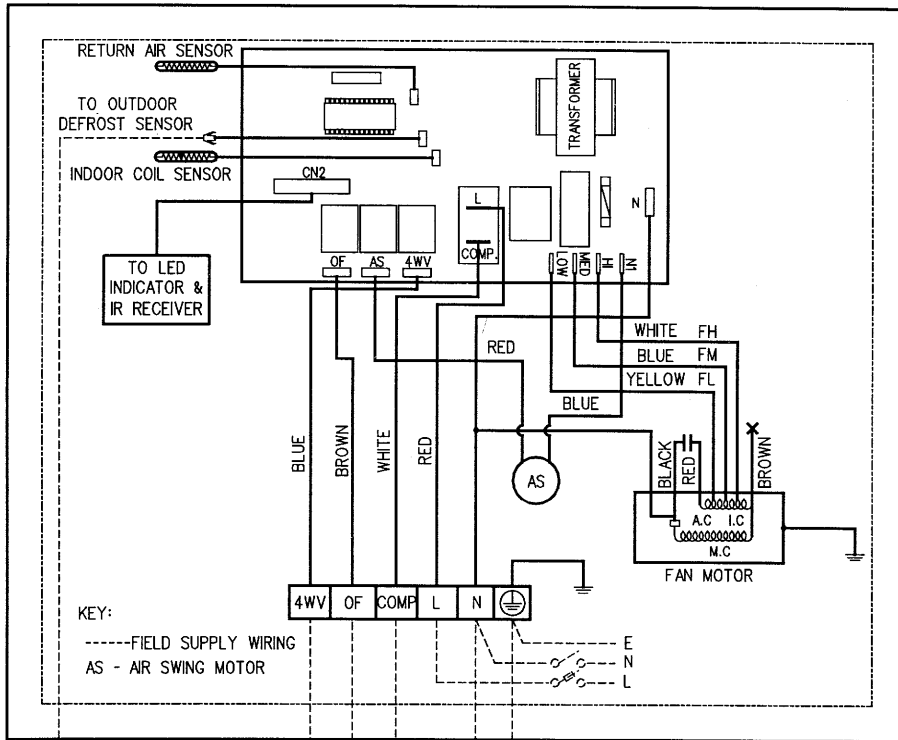 RETURN AIR SENSOR
TO OUTDOOR
DEFROST SENSOR
INDOOR COIL SENSOR
CN2
TRANSFORMER
L
COMP.
N
OF
AS
4WV
LOW
MED
HI
N1
TO LED
INDICATOR &
IR RECEIVER
WHITE FH
BLUE FM
YELLOW FL
RED
BLUE
BLUE
BROWN
WHITE
RED
AS
BLACK
RED
BROWN
A.C
I.C
M.C
FAN MOTOR
4WV
OF
COMP
L
N
KEY:
------FIELD SUPPLY WIRING
AS - AIR SWING MOTOR
E
N
L